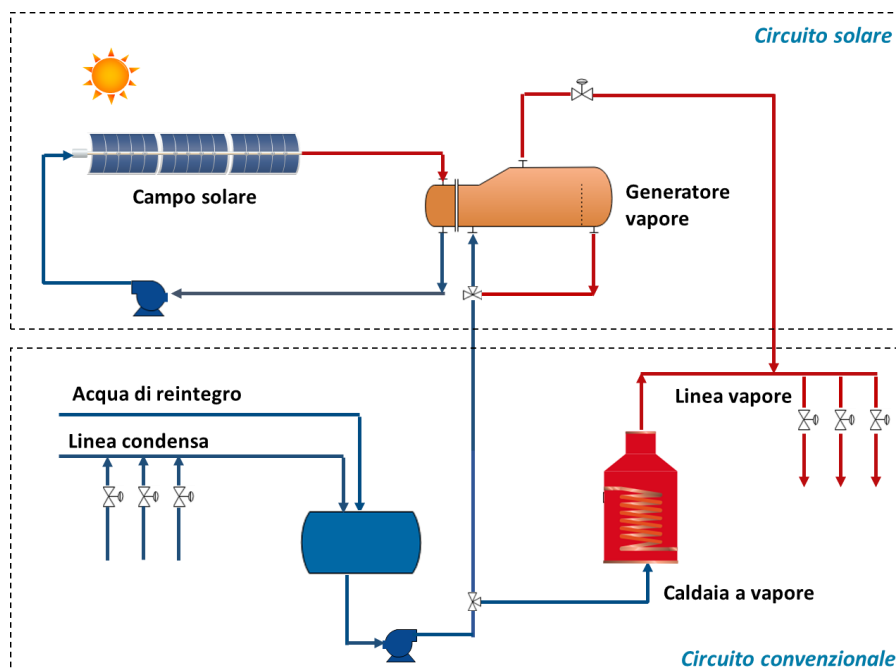 Circuito solare
Campo solare
Generatore
vapore
Acqua di reintegro
Linea condensa
Linea vapore
Caldaia a vapore
Circuito convenzionale